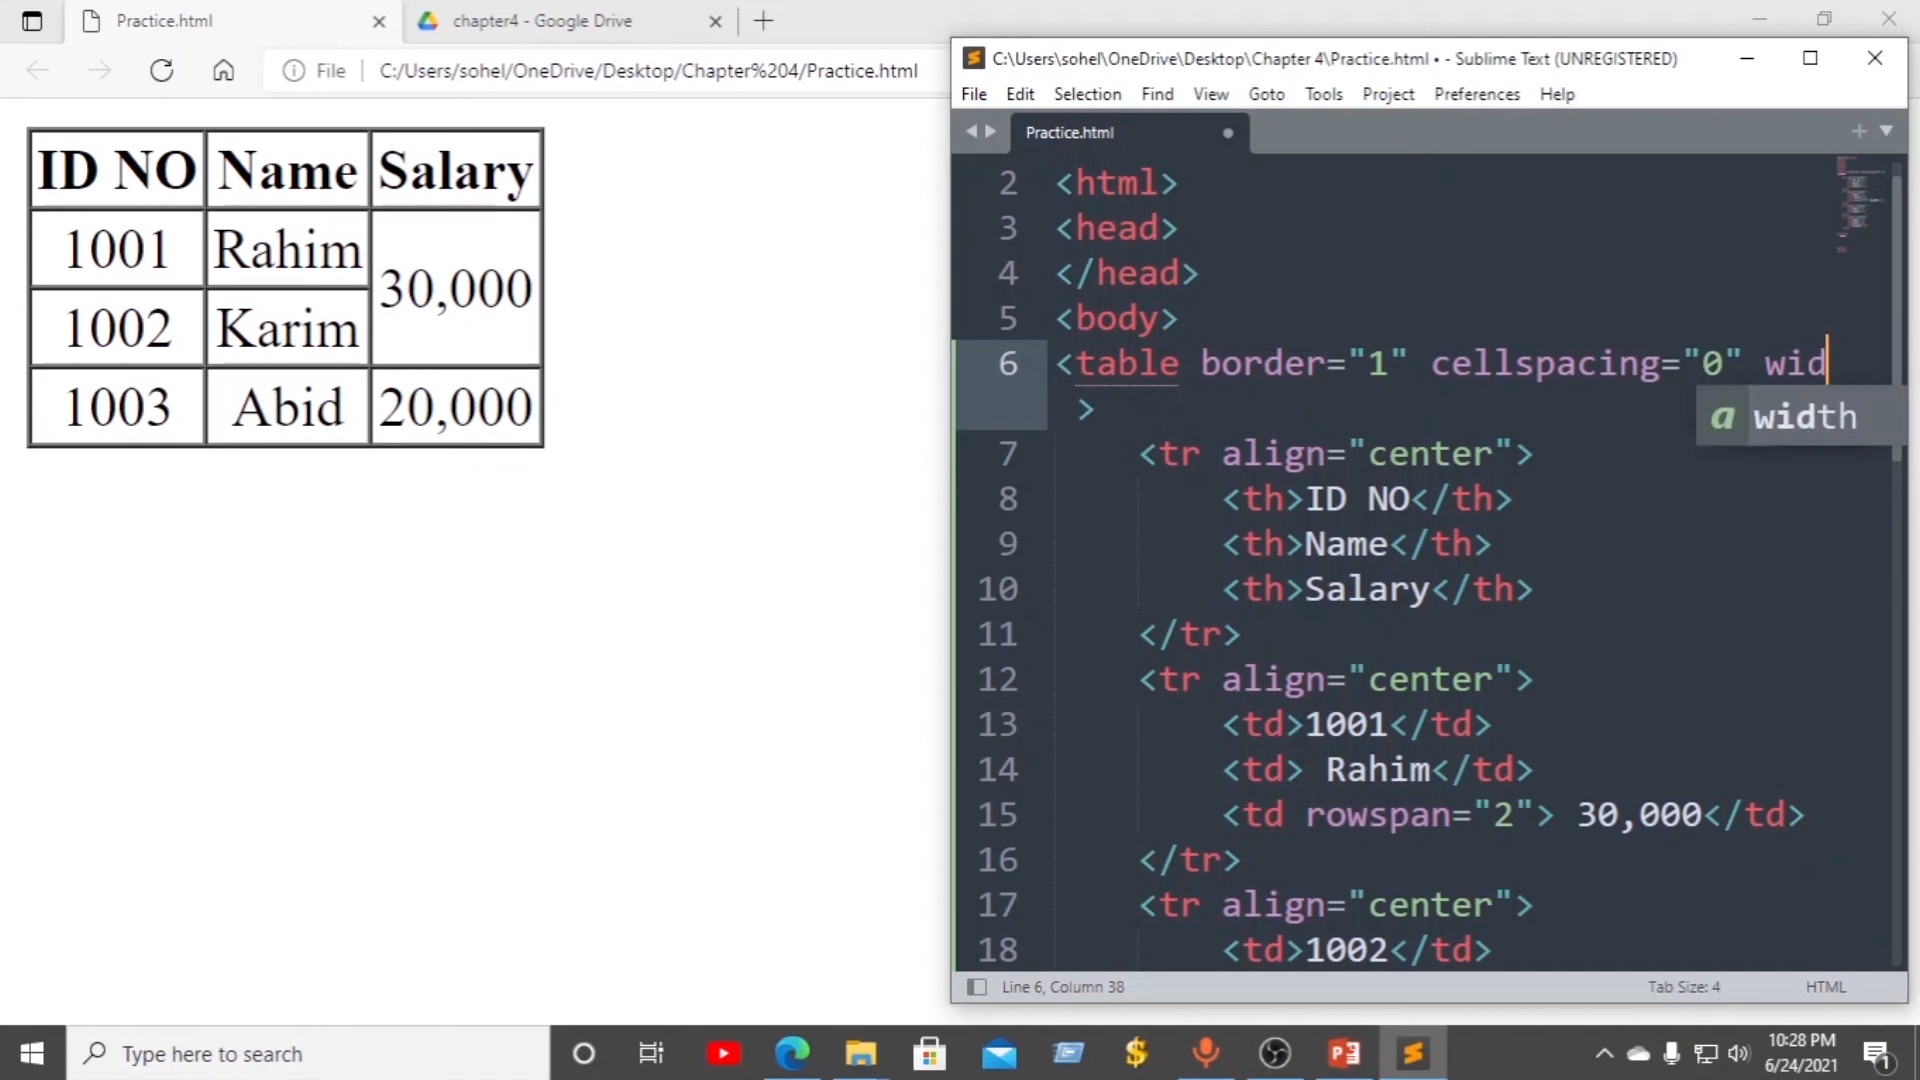 Practice.html
chapter4 - Google Drive
File
C:/Users/sohel/OneDrive/Desktop/Chapter%204/Practice.html
ID NO Name Salary
1001 Rahim 30,000
1002 Karim
1003 Abid 20,000
C:\Users\sohel\OneDrive\Desktop\Chapter 4\Practice.html • - Sublime Text (UNREGISTERED)
File Edit Selection Find View Goto Tools Project Preferences Help
Practice.html
2 <html>
3 <head>
4 </head>
5 <body>
6 <table border="1" cellspacing="0" wid
>
a width
7 <tr align="center">
8 <th>ID NO</th>
9 <th>Name</th>
10 <th>Salary</th>
11 </tr>
12 <tr align="center">
13 <td>1001</td>
14 <td> Rahim</td>
15 <td rowspan="2"> 30,000</td>
16 </tr>
17 <tr align="center">
18 <td>1002</td>
Line 6, Column 38
Tab Size: 4
HTML
Type here to search
10:28 PM
6/24/2021
1